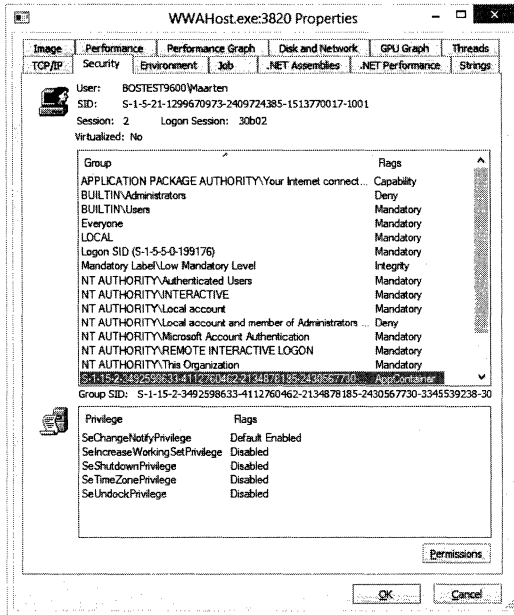 WWAHost.exe:3820 Properties
Image Performance Performance Graph Disk and Network GPU Graph Threads
TCP/IP Security Environment Job .NET Assemblies .NET Performance Strings
User: BOSTEST9600\Maarten
SID: S-1-5-21-1299670973-2409724385-1513770017-1001
Session: 2 Logon Session: 30b02
Virtualized: No
Group Flags
APPLICATION PACKAGE AUTHORITY\Your Internet connect... Capability
BUILTIN\Administrators Deny
BUILTIN\Users Mandatory
Everyone Mandatory
LOCAL Mandatory
Logon SID (S-1-5-5-0-199176) Mandatory
Mandatory Label\Low Mandatory Level Integrity
NT AUTHORITY\Authenticated Users Mandatory
NT AUTHORITY\INTERACTIVE Mandatory
NT AUTHORITY\Local account Mandatory
NT AUTHORITY\Local account and member of Administrators ... Deny
NT AUTHORITY\Microsoft Account Authentication Mandatory
NT AUTHORITY\REMOTE INTERACTIVE LOGON Mandatory
NT AUTHORITY\This Organization Mandatory
S-1-15-2-3492598633-4112760462-2134878185-2430567730-... AppContainer
Group SID: S-1-15-2-3492598633-4112760462-2134878185-2430567730-3345539238-30
Privilege Flags
SeChangeNotifyPrivilege Default Enabled
SeIncreaseWorkingSetPrivilege Disabled
SeShutdownPrivilege Disabled
SeTimeZonePrivilege Disabled
SeUndockPrivilege Disabled
Permissions
OK Cancel